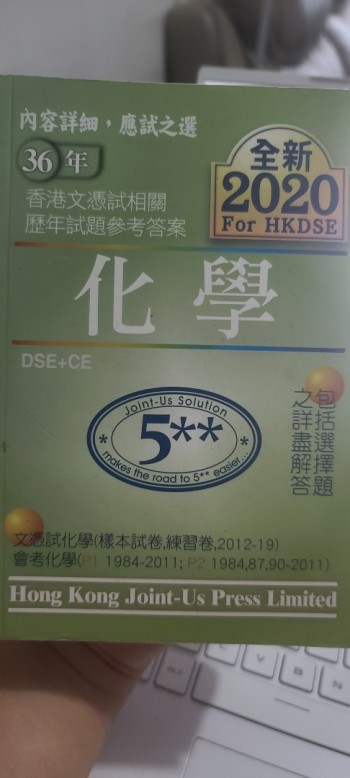 內容詳細，應試之選
36年
全新
2020
For HKDSE
香港文憑試相關
歷年試題參考答案
化學
DSE+CE
Joint-Us Solution
*5***
makes the road to 5** easier...
包括選擇題
之詳盡解答
文憑試化學(樣本試卷,練習卷,2012-19)
會考化學(P1 1984-2011; P2 1984,87,90-2011)
Hong Kong Joint-Us Press Limited